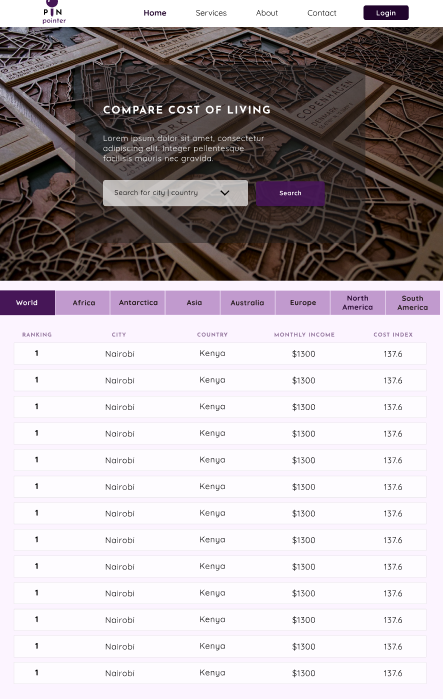 PIN
pointer
Home Services About Contact Login
COPENHAGEN
COMPARE COST OF LIVING
Lorem ipsum dolor sit amet, consectetur
adipiscing elit. Integer pellentesque
facilisis mauris nec gravida.
Search for city | country Search
World Africa Antarctica Asia Australia Europe North America South America
RANKING CITY COUNTRY MONTHLY INCOME COST INDEX
1 Nairobi Kenya $1300 137.6
1 Nairobi Kenya $1300 137.6
1 Nairobi Kenya $1300 137.6
1 Nairobi Kenya $1300 137.6
1 Nairobi Kenya $1300 137.6
1 Nairobi Kenya $1300 137.6
1 Nairobi Kenya $1300 137.6
1 Nairobi Kenya $1300 137.6
1 Nairobi Kenya $1300 137.6
1 Nairobi Kenya $1300 137.6
1 Nairobi Kenya $1300 137.6
1 Nairobi Kenya $1300 137.6
1 Nairobi Kenya $1300 137.6